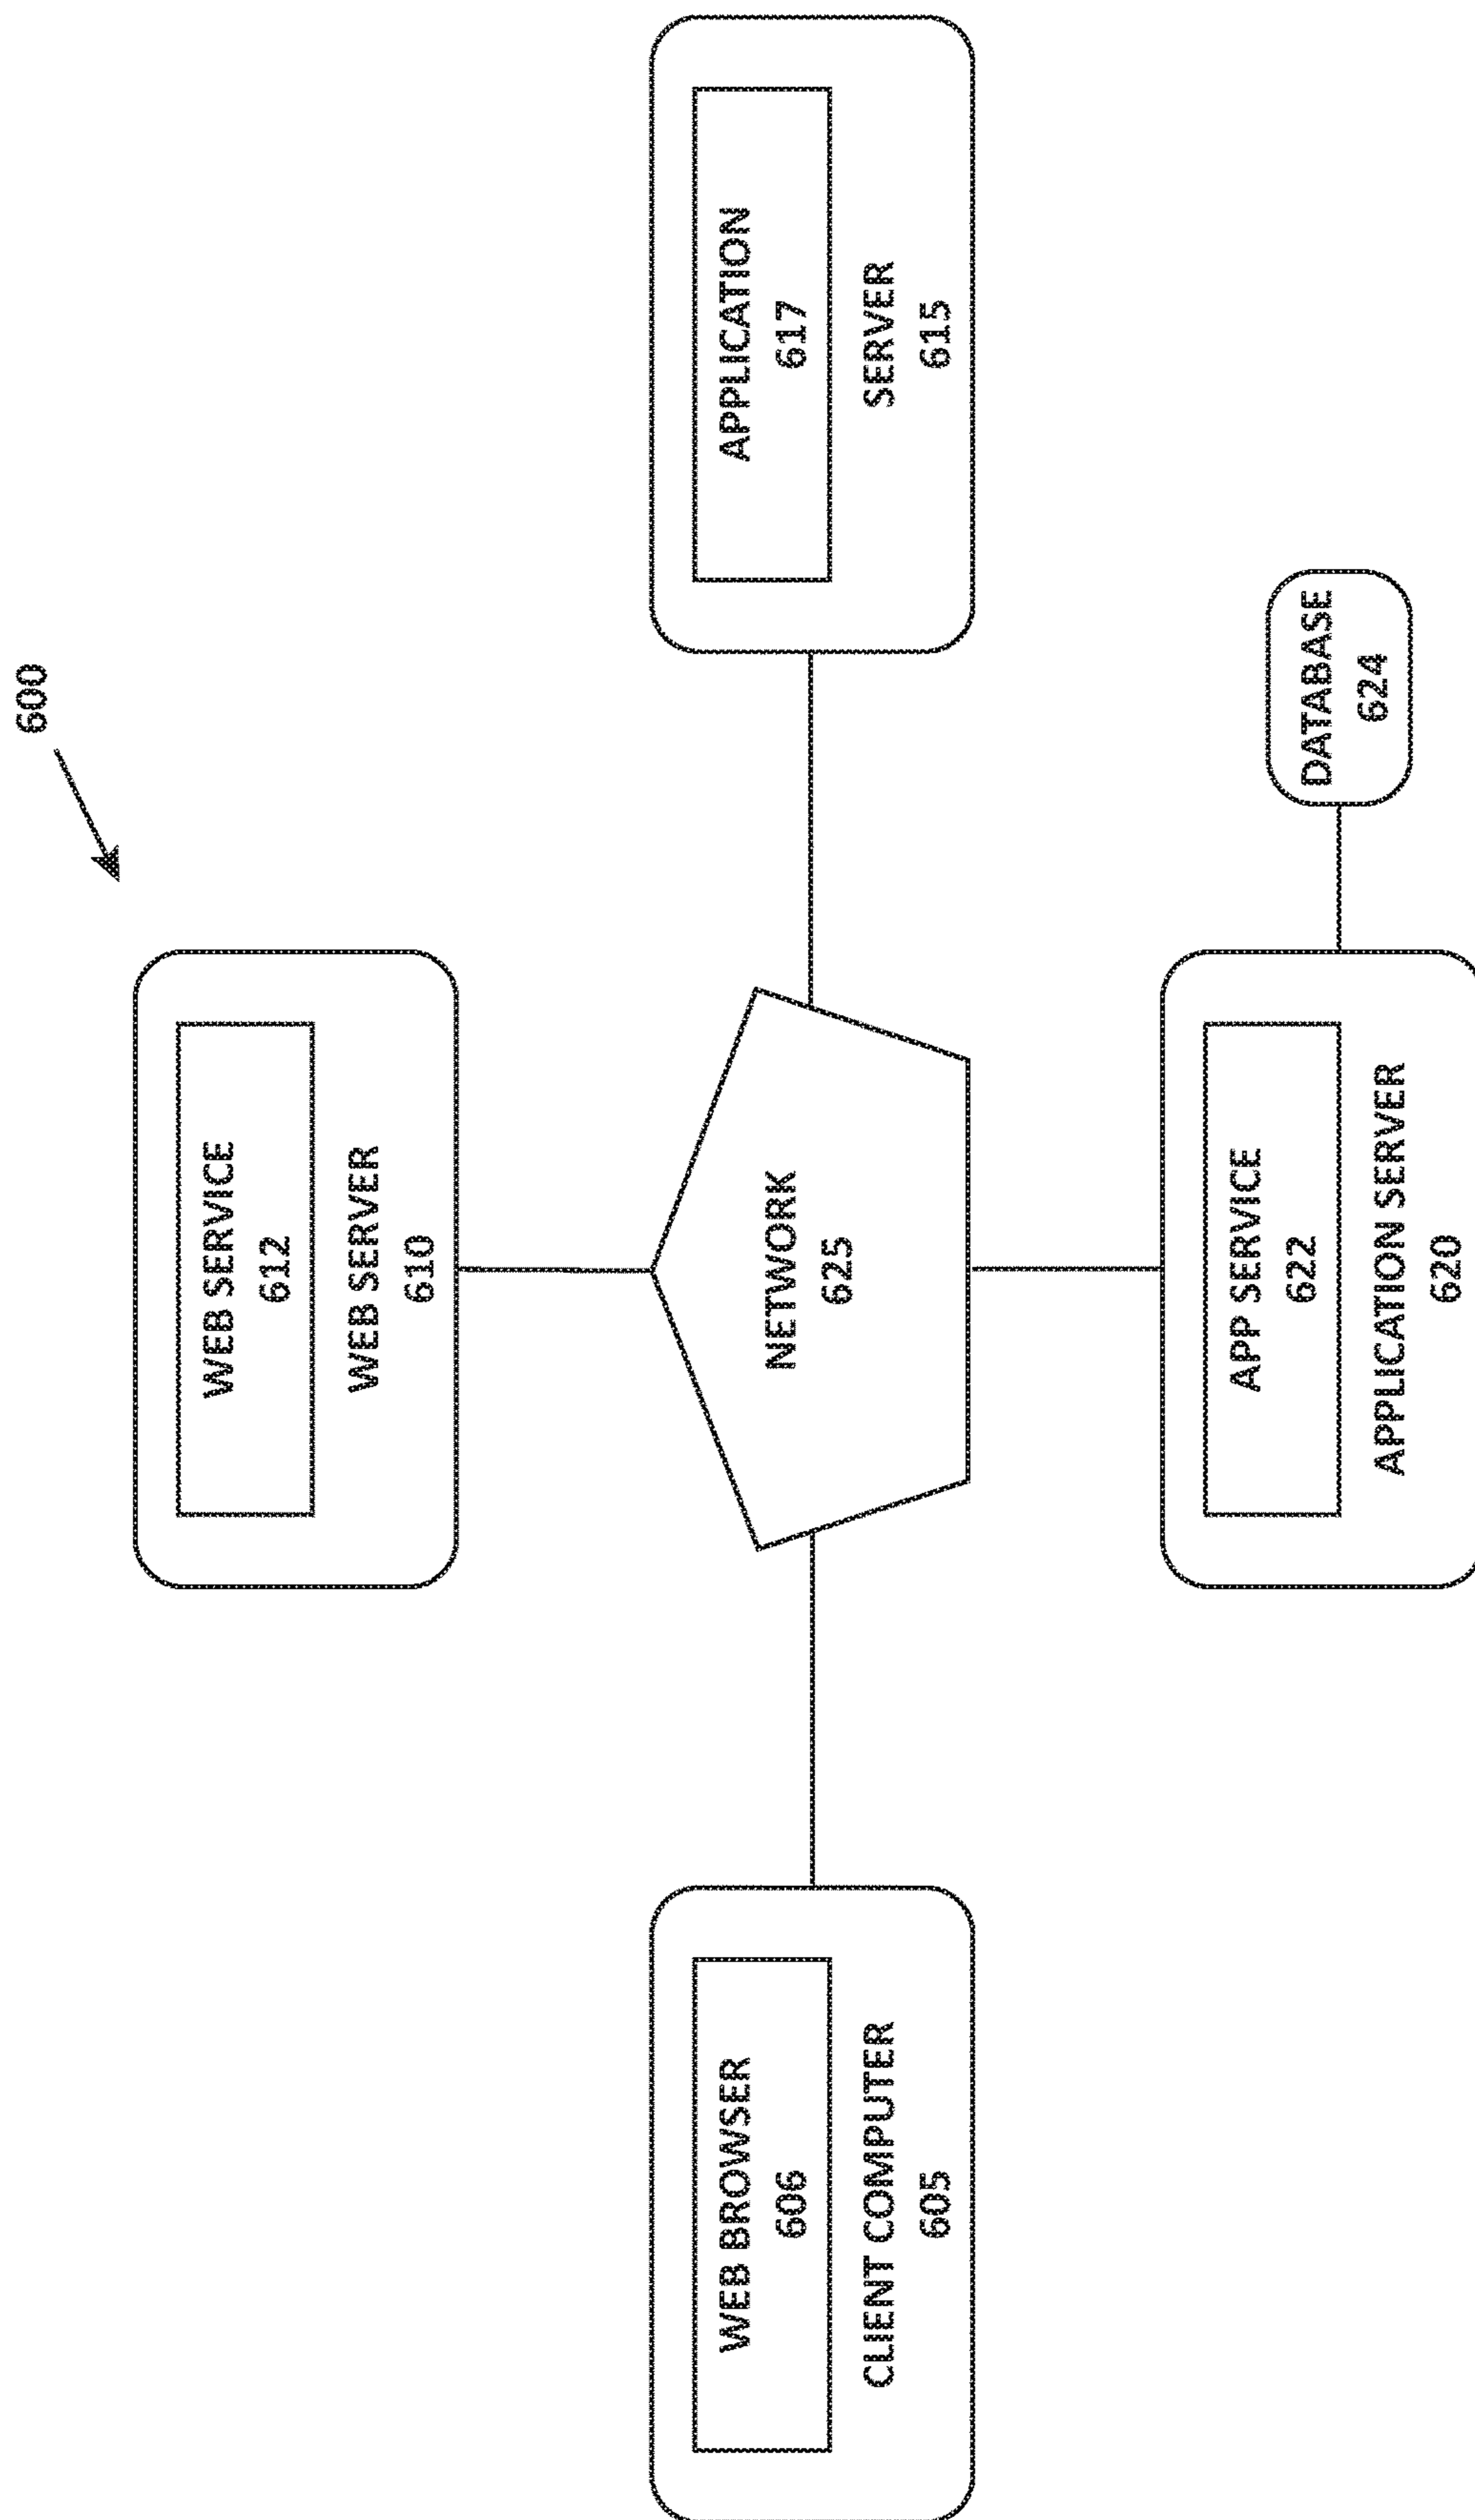 600
WEB SERVICE
612
WEB SERVER
610
WEB BROWSER
606
CLIENT COMPUTER
605
NETWORK
625
APPLICATION
617
SERVER
615
APP SERVICE
622
APPLICATION SERVER
620
DATABASE
624